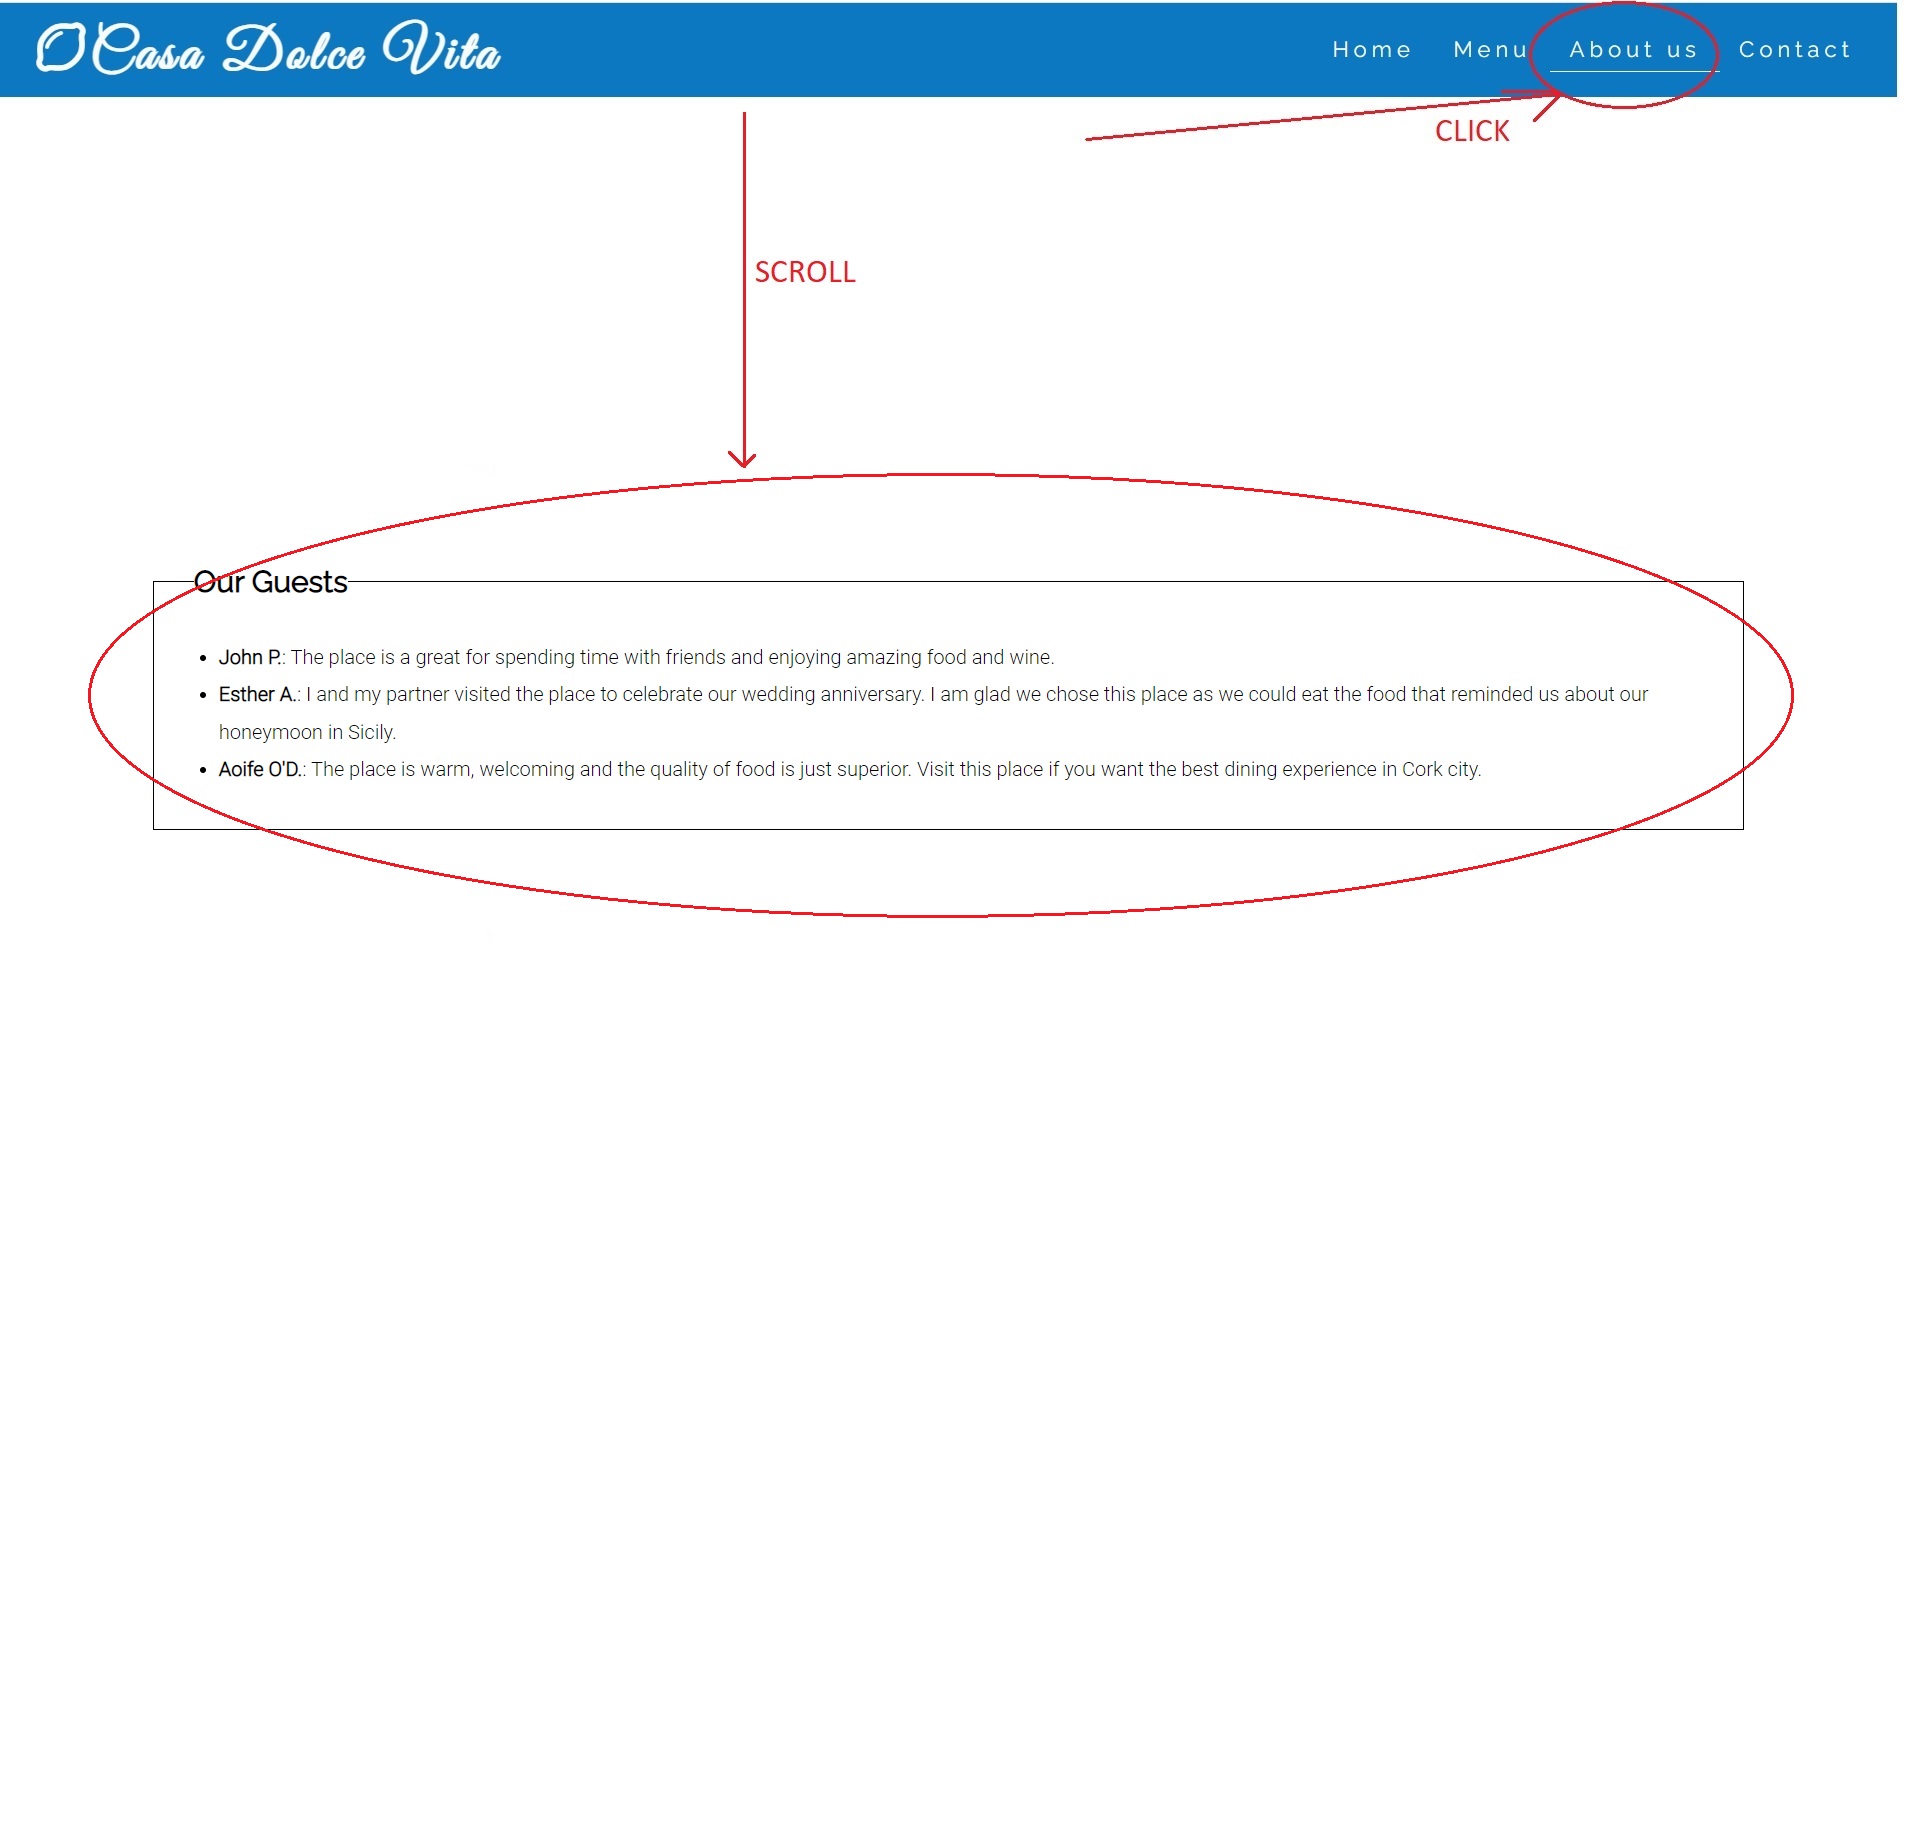 Casa Dolce Vita
Home Menu About us Contact
CLICK
SCROLL
Our Guests
John P.: The place is a great for spending time with friends and enjoying amazing food and wine.
Esther A.: I and my partner visited the place to celebrate our wedding anniversary. I am glad we chose this place as we could eat the food that reminded us about our
honeymoon in Sicily.
Aoife O'D.: The place is warm, welcoming and the quality of food is just superior. Visit this place if you want the best dining experience in Cork city.